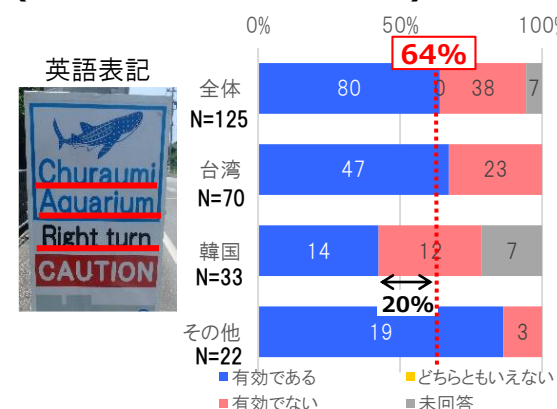 0%
50%
100%
64%
英語表記
Churaumi
Aquarium
Right turn
CAUTION
全体
N=125
80
0
38
7
台湾
N=70
47
23
韓国
N=33
14
12
7
20%
その他
N=22
19
3
有効である
どちらともいえない
有効でない
未回答